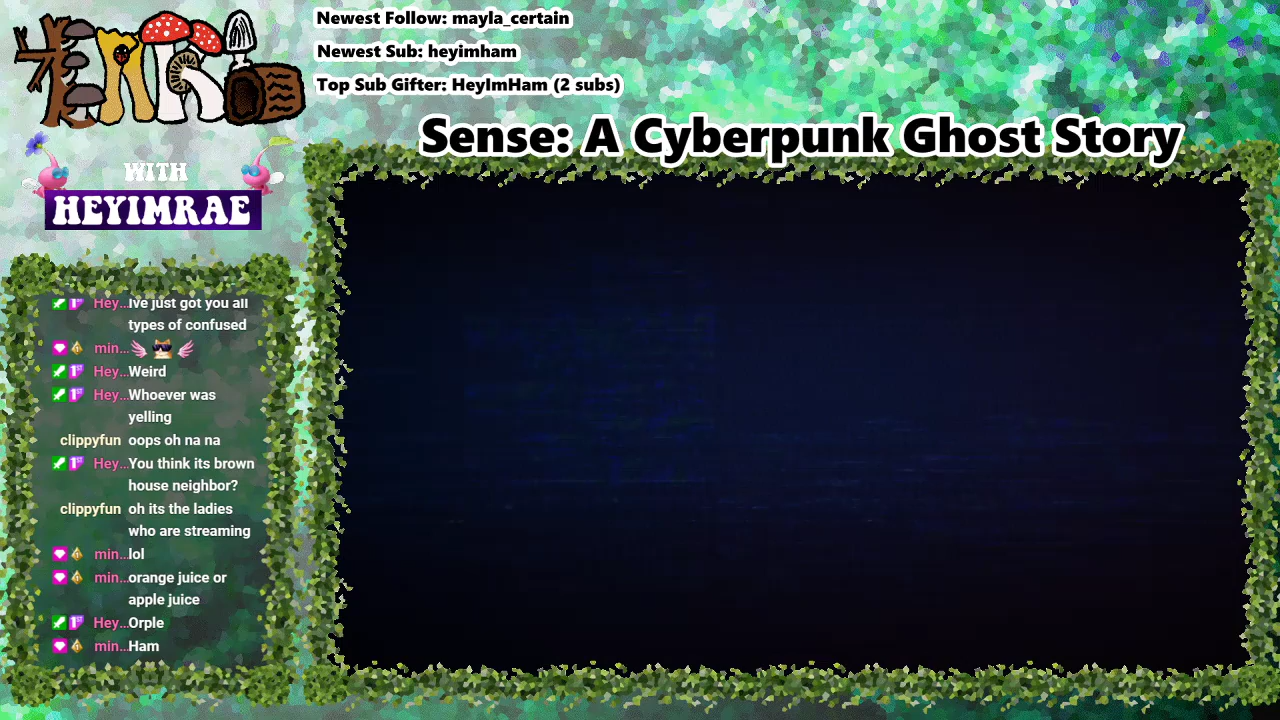 Newest Follow: mayla_certain
Newest Sub: heyimham
Top Sub Gifter: HeyImHam (2 subs)
Sense: A Cyberpunk Ghost Story
WITH
HEYIMRAE
Hey...Ive just got you all
types of confused
min...
Hey...Weird
Hey...Whoever was
yelling
clippyfun oops oh na na
Hey...You think its brown
house neighbor?
clippyfun oh its the ladies
who are streaming
min...lol
min...orange juice or
apple juice
Hey...Orple
min...Ham